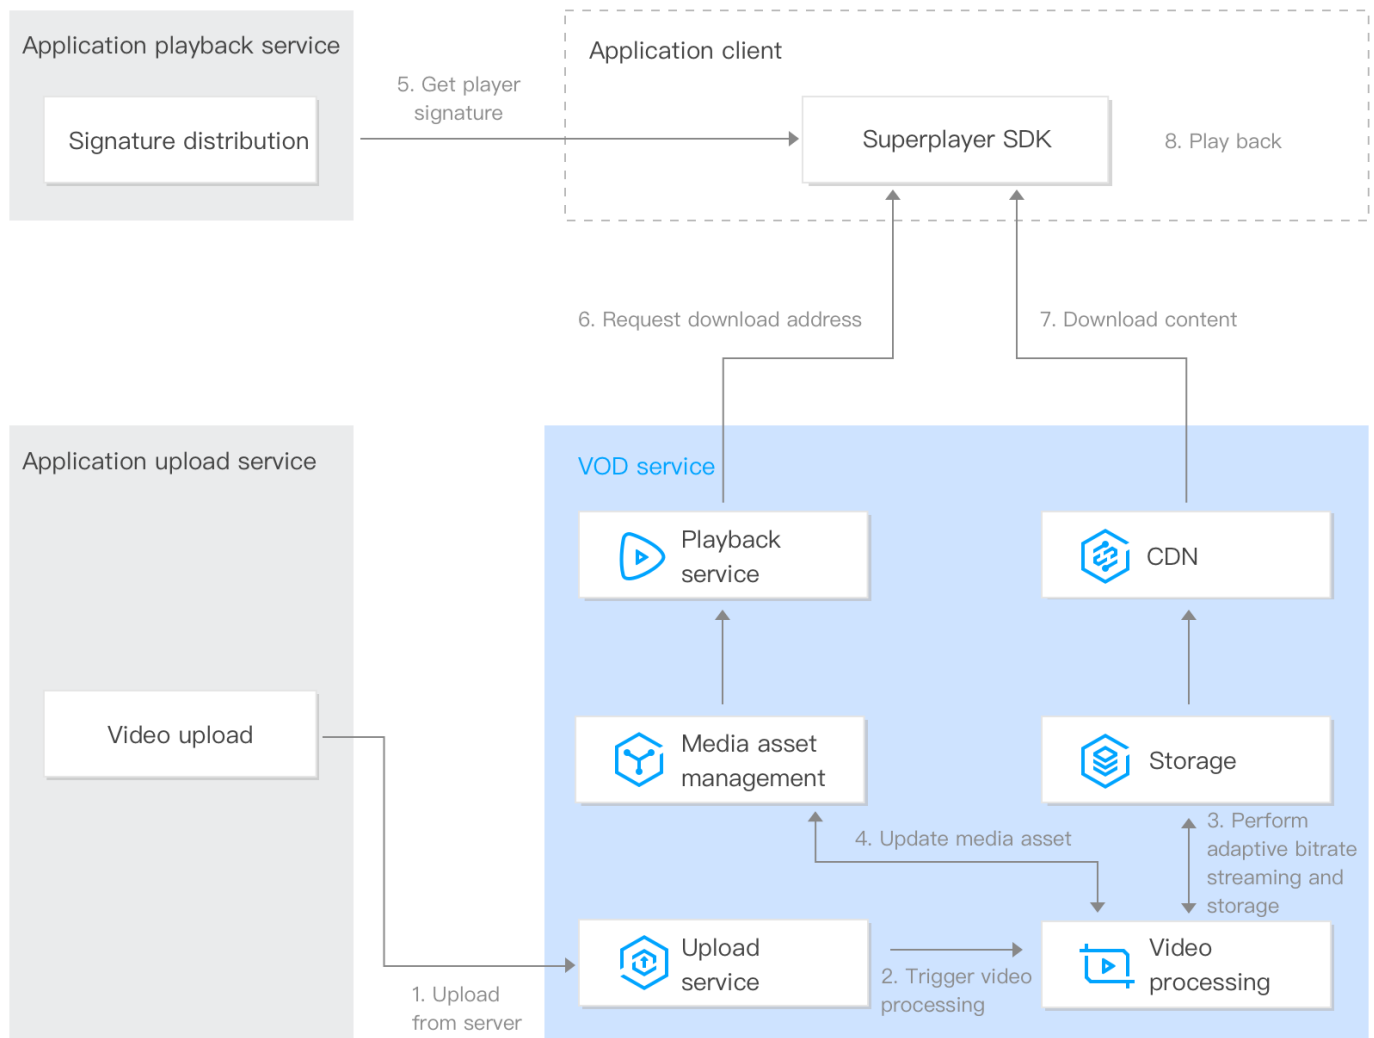 Application playback service
Signature distribution
5. Get player
signature
Application client
Superplayer SDK
8. Play back
6. Request download address
7. Download content
Application upload service
Video upload
1. Upload
from server
VOD service
Playback
service
CDN
Media asset
management
Storage
4. Update media asset
3. Perform
adaptive bitrate
streaming and
storage
Upload
service
2. Trigger video
processing
Video
processing